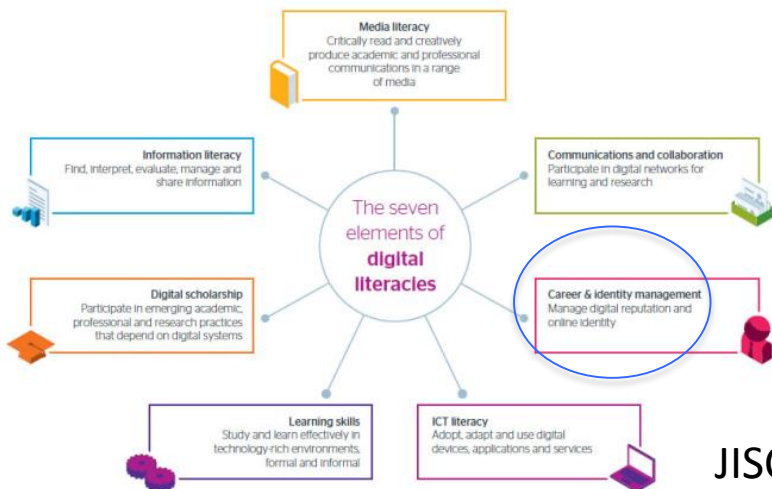 Media literacy
Critically read and creatively
produce academic and professional
communications in a range
of media
Information literacy
Find, interpret, evaluate, manage and
share information
Communications and collaboration
Participate in digital networks for
learning and research
The seven
elements of
digital
literacies
Digital scholarship
Participate in emerging academic,
professional and research practices
that depend on digital systems
Career & identity management
Manage digital reputation and
online identity
Learning skills
Study and learn effectively in
technology-rich environments,
formal and informal
ICT literacy
Adopt, adapt and use digital
devices, applications and services
JISC